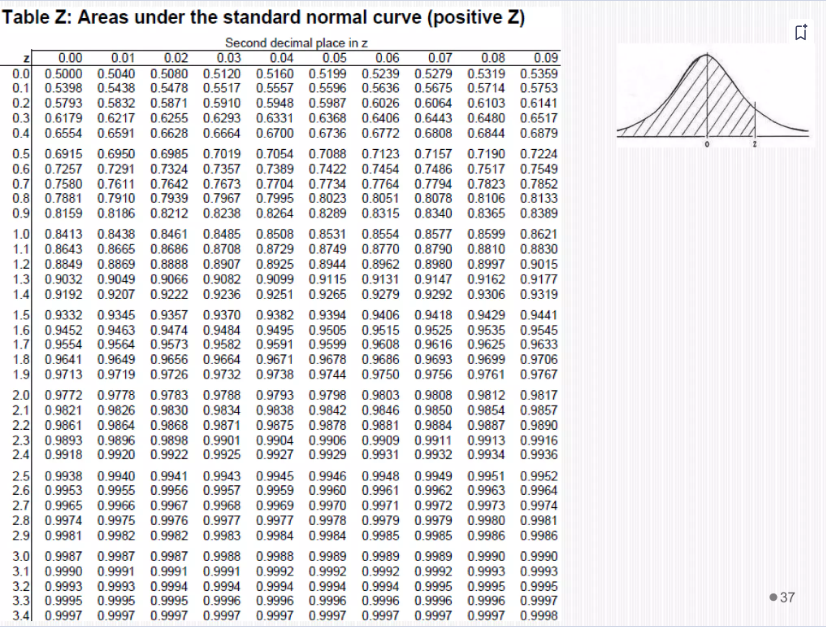 Table Z: Areas under the standard normal curve (positive Z)
Second decimal place in z
z 0.00 0.01 0.02 0.03 0.04 0.05 0.06 0.07 0.08 0.09
0.0 0.5000 0.5040 0.5080 0.5120 0.5160 0.5199 0.5239 0.5279 0.5319 0.5359
0.1 0.5398 0.5438 0.5478 0.5517 0.5557 0.5596 0.5636 0.5675 0.5714 0.5753
0.2 0.5793 0.5832 0.5871 0.5910 0.5948 0.5987 0.6026 0.6064 0.6103 0.6141
0.3 0.6179 0.6217 0.6255 0.6293 0.6331 0.6368 0.6406 0.6443 0.6480 0.6517
0.4 0.6554 0.6591 0.6628 0.6664 0.6700 0.6736 0.6772 0.6808 0.6844 0.6879
0.5 0.6915 0.6950 0.6985 0.7019 0.7054 0.7088 0.7123 0.7157 0.7190 0.7224
0.6 0.7257 0.7291 0.7324 0.7357 0.7389 0.7422 0.7454 0.7486 0.7517 0.7549
0.7 0.7580 0.7611 0.7642 0.7673 0.7704 0.7734 0.7764 0.7794 0.7823 0.7852
0.8 0.7881 0.7910 0.7939 0.7967 0.7995 0.8023 0.8051 0.8078 0.8106 0.8133
0.9 0.8159 0.8186 0.8212 0.8238 0.8264 0.8289 0.8315 0.8340 0.8365 0.8389
1.0 0.8413 0.8438 0.8461 0.8485 0.8508 0.8531 0.8554 0.8577 0.8599 0.8621
1.1 0.8643 0.8665 0.8686 0.8708 0.8729 0.8749 0.8770 0.8790 0.8810 0.8830
1.2 0.8849 0.8869 0.8888 0.8907 0.8925 0.8944 0.8962 0.8980 0.8997 0.9015
1.3 0.9032 0.9049 0.9066 0.9082 0.9099 0.9115 0.9131 0.9147 0.9162 0.9177
1.4 0.9192 0.9207 0.9222 0.9236 0.9251 0.9265 0.9279 0.9292 0.9306 0.9319
1.5 0.9332 0.9345 0.9357 0.9370 0.9382 0.9394 0.9406 0.9418 0.9429 0.9441
1.6 0.9452 0.9463 0.9474 0.9484 0.9495 0.9505 0.9515 0.9525 0.9535 0.9545
1.7 0.9554 0.9564 0.9573 0.9582 0.9591 0.9599 0.9608 0.9616 0.9625 0.9633
1.8 0.9641 0.9649 0.9656 0.9664 0.9671 0.9678 0.9686 0.9693 0.9699 0.9706
1.9 0.9713 0.9719 0.9726 0.9732 0.9738 0.9744 0.9750 0.9756 0.9761 0.9767
2.0 0.9772 0.9778 0.9783 0.9788 0.9793 0.9798 0.9803 0.9808 0.9812 0.9817
2.1 0.9821 0.9826 0.9830 0.9834 0.9838 0.9842 0.9846 0.9850 0.9854 0.9857
2.2 0.9861 0.9864 0.9868 0.9871 0.9875 0.9878 0.9881 0.9884 0.9887 0.9890
2.3 0.9893 0.9896 0.9898 0.9901 0.9904 0.9906 0.9909 0.9911 0.9913 0.9916
2.4 0.9918 0.9920 0.9922 0.9925 0.9927 0.9929 0.9931 0.9932 0.9934 0.9936
2.5 0.9938 0.9940 0.9941 0.9943 0.9945 0.9946 0.9948 0.9949 0.9951 0.9952
2.6 0.9953 0.9955 0.9956 0.9957 0.9959 0.9960 0.9961 0.9962 0.9963 0.9964
2.7 0.9965 0.9966 0.9967 0.9968 0.9969 0.9970 0.9971 0.9972 0.9973 0.9974
2.8 0.9974 0.9975 0.9976 0.9977 0.9977 0.9978 0.9979 0.9979 0.9980 0.9981
2.9 0.9981 0.9982 0.9982 0.9983 0.9984 0.9984 0.9985 0.9985 0.9986 0.9986
3.0 0.9987 0.9987 0.9987 0.9988 0.9988 0.9989 0.9989 0.9989 0.9990 0.9990
3.1 0.9990 0.9991 0.9991 0.9991 0.9992 0.9992 0.9992 0.9992 0.9993 0.9993
3.2 0.9993 0.9993 0.9994 0.9994 0.9994 0.9994 0.9994 0.9995 0.9995 0.9995
3.3 0.9995 0.9995 0.9995 0.9996 0.9996 0.9996 0.9996 0.9996 0.9996 0.9997
3.4 0.9997 0.9997 0.9997 0.9997 0.9997 0.9997 0.9997 0.9997 0.9997 0.9998
0 z
37